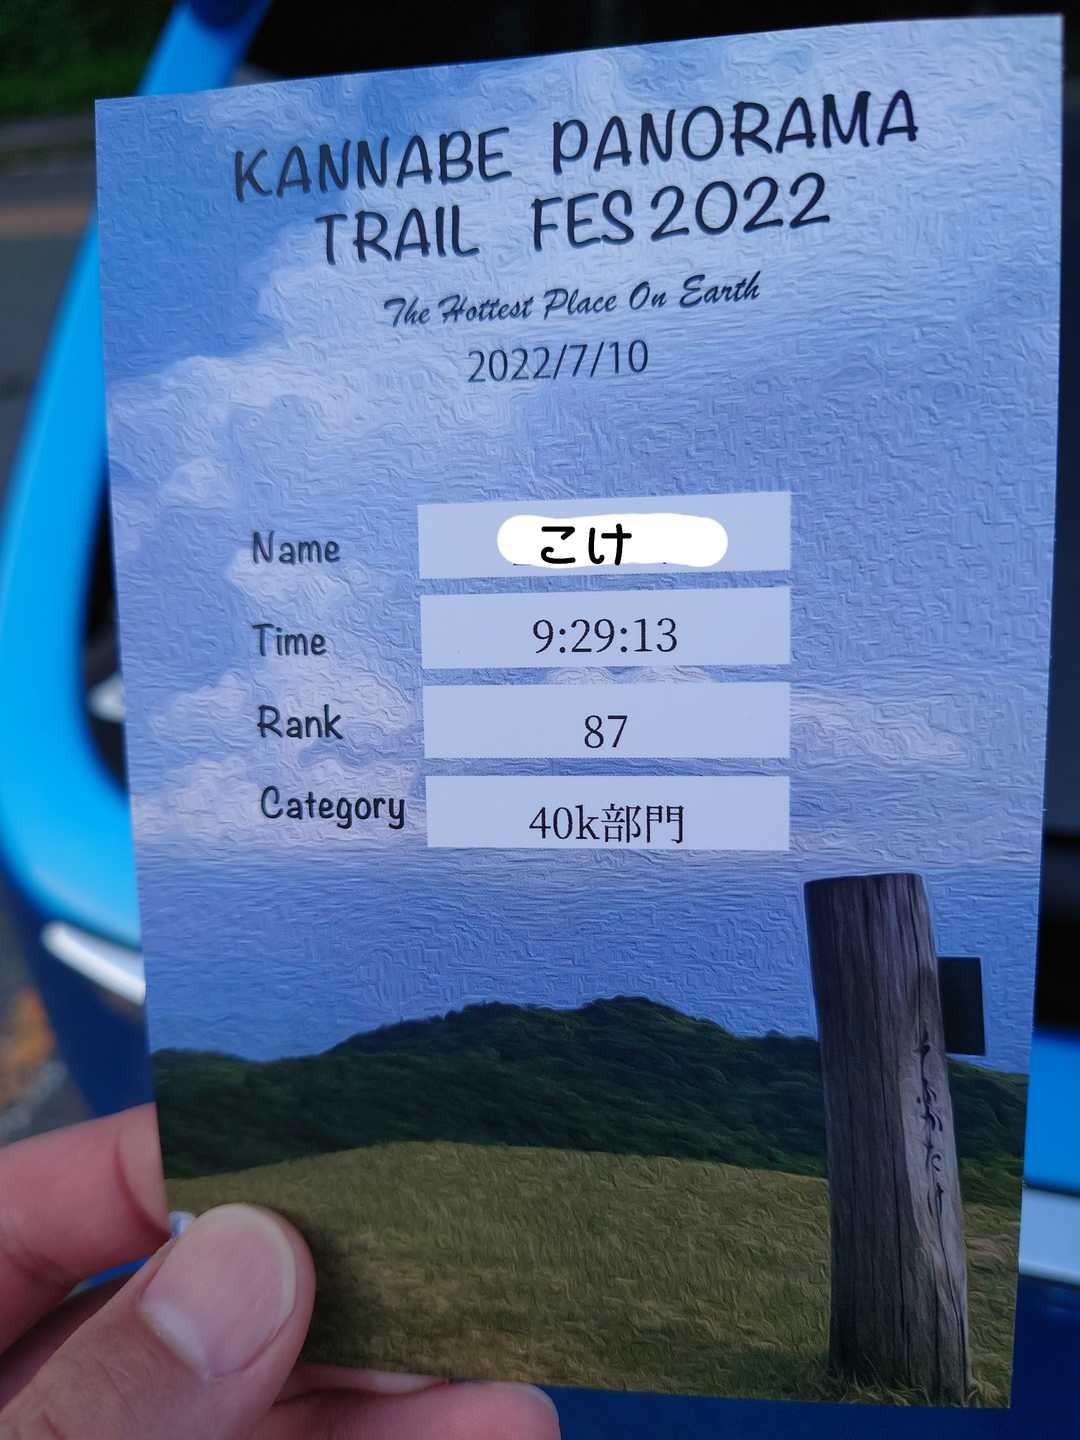 KANNABE PANORAMA
TRAIL FES 2022
The Hottest Place On Earth
2022/7/10
Name こけ
Time 9:29:13
Rank 87
Category 40k部門